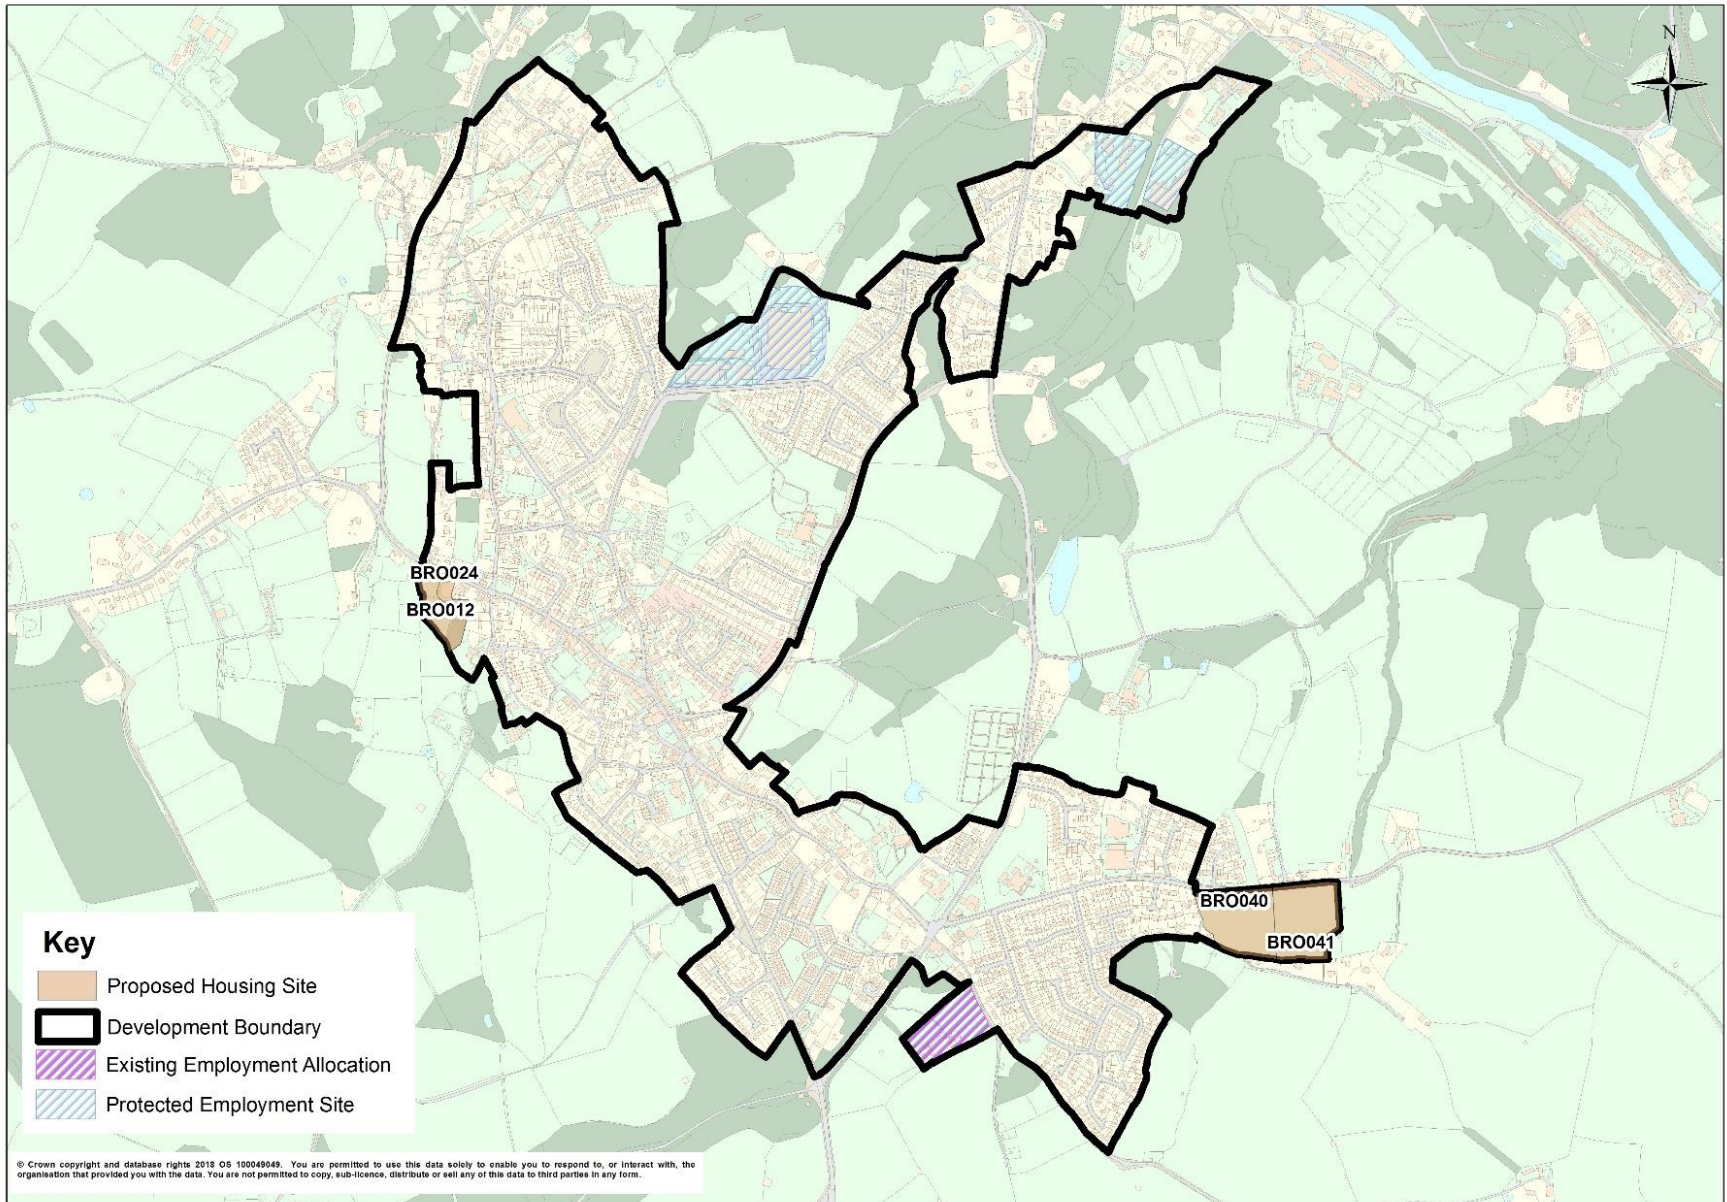 N
BRO024
BRO012
BRO040
BRO041
Key
Proposed Housing Site
Development Boundary
Existing Employment Allocation
Protected Employment Site
© Crown copyright and database rights 2018 OS 100049049. You are permitted to use this data solely to enable you to respond to, or interact with, the
organisation that provided you with the data. You are not permitted to copy, sub-licence, distribute or sell any of this data to third parties in any form.